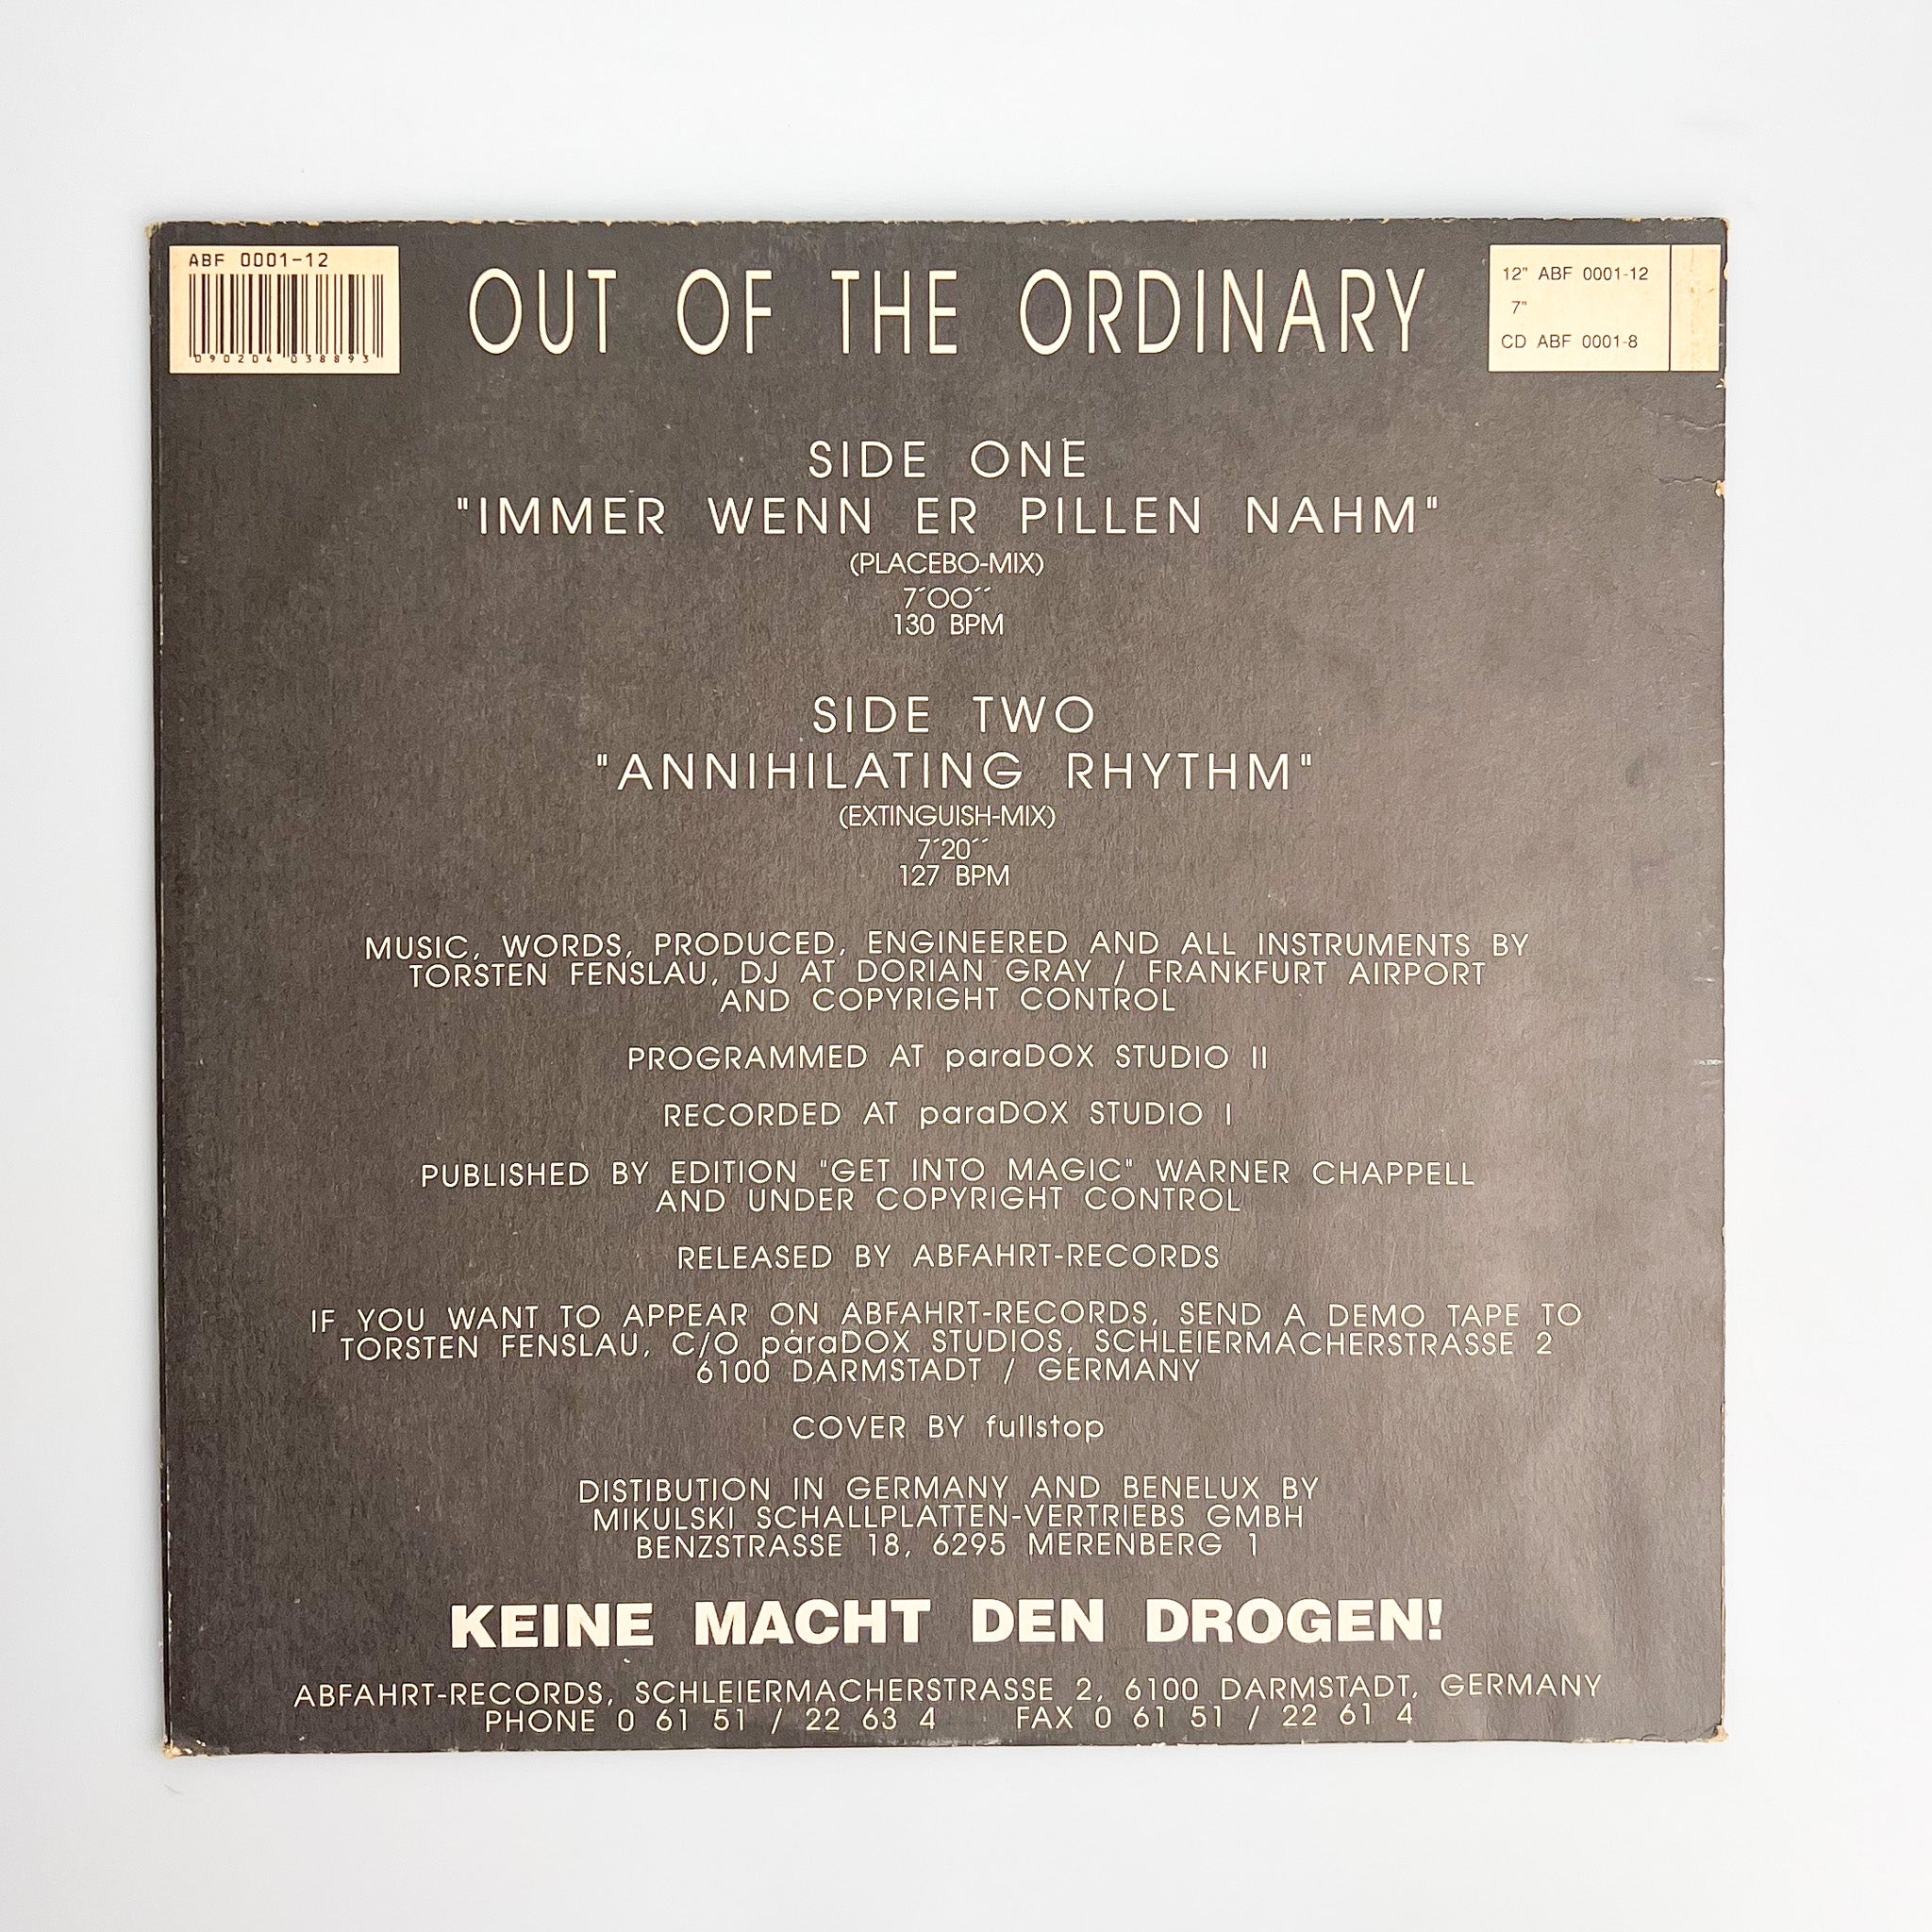 ABF 0001-12
090204 038893
OUT OF THE ORDINARY
12" ABF 0001-12
7"
CD ABF 0001-8
SIDE ONE
"IMMER WENN ER PILLEN NAHM"
(PLACEBO-MIX)
7´00´´
130 BPM
SIDE TWO
"ANNIHILATING RHYTHM"
(EXTINGUISH-MIX)
7´20´´
127 BPM
MUSIC, WORDS, PRODUCED, ENGINEERED AND ALL INSTRUMENTS BY
TORSTEN FENSLAU, DJ AT DORIAN GRAY / FRANKFURT AIRPORT
AND COPYRIGHT CONTROL
PROGRAMMED AT paraDOX STUDIO II
RECORDED AT paraDOX STUDIO I
PUBLISHED BY EDITION "GET INTO MAGIC" WARNER CHAPPELL
AND UNDER COPYRIGHT CONTROL
RELEASED BY ABFAHRT-RECORDS
IF YOU WANT TO APPEAR ON ABFAHRT-RECORDS, SEND A DEMO TAPE TO
TORSTEN FENSLAU, C/O paraDOX STUDIOS, SCHLEIERMACHERSTRASSE 2
6100 DARMSTADT / GERMANY
COVER BY fullstop
DISTIBUTION IN GERMANY AND BENELUX BY
MIKULSKI SCHALLPLATTEN-VERTRIEBS GMBH
BENZSTRASSE 18, 6295 MERENBERG 1
KEINE MACHT DEN DROGEN!
ABFAHRT-RECORDS, SCHLEIERMACHERSTRASSE 2, 6100 DARMSTADT, GERMANY
PHONE 0 61 51 / 22 63 4 FAX 0 61 51 / 22 61 4